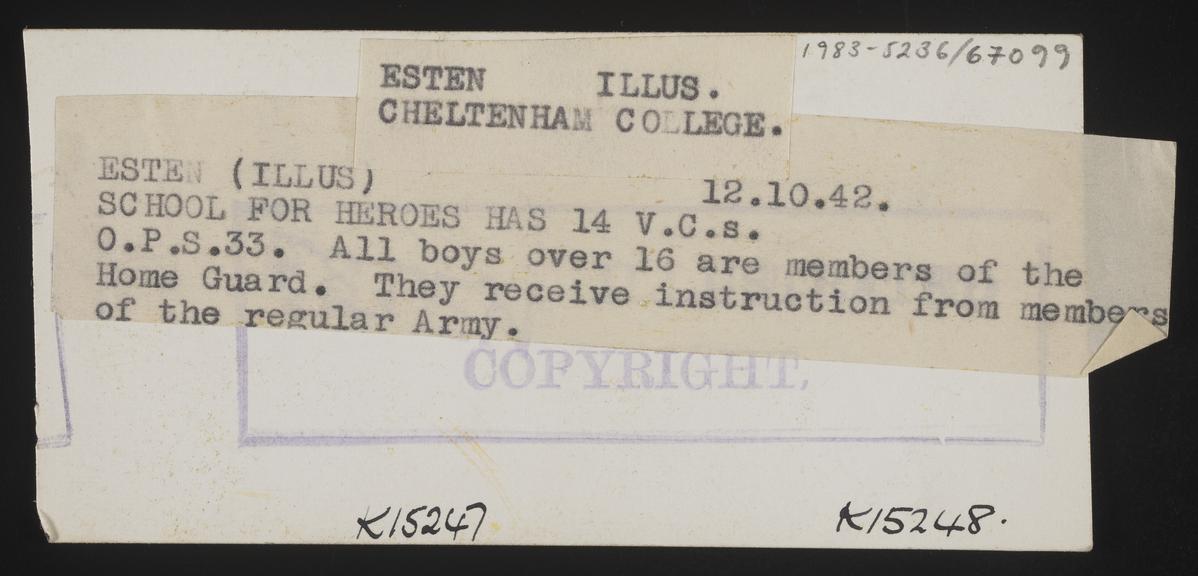 1983-5236/67099
ESTEN ILLUS.
CHELTENHAM COLLEGE.
ESTEN (ILLUS) 12.10.42.
SCHOOL FOR HEROES HAS 14 V.C.s.
O.P.S.33. All boys over 16 are members of the
Home Guard. They receive instruction from members
of the regular Army.
COPYRIGHT.
K15247 K15248.